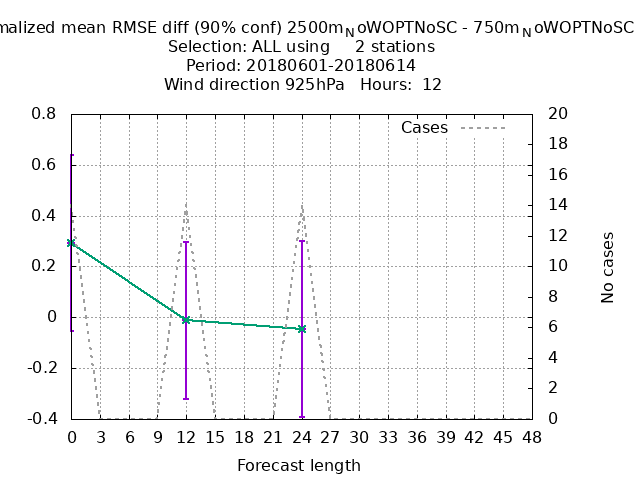 malized mean RMSE diff (90% conf) 2500mNoWOPTNoSC - 750mNoWOPTNoSC
Selection: ALL using 2 stations
Period: 20180601-20180614
Wind direction 925hPa Hours: 12
Cases
0.8
0.6
0.4
0.2
0
-0.2
-0.4
20
18
16
14
12
10
8
6
4
2
0
No cases
0 3 6 9 12 15 18 21 24 27 30 33 36 39 42 45 48
Forecast length